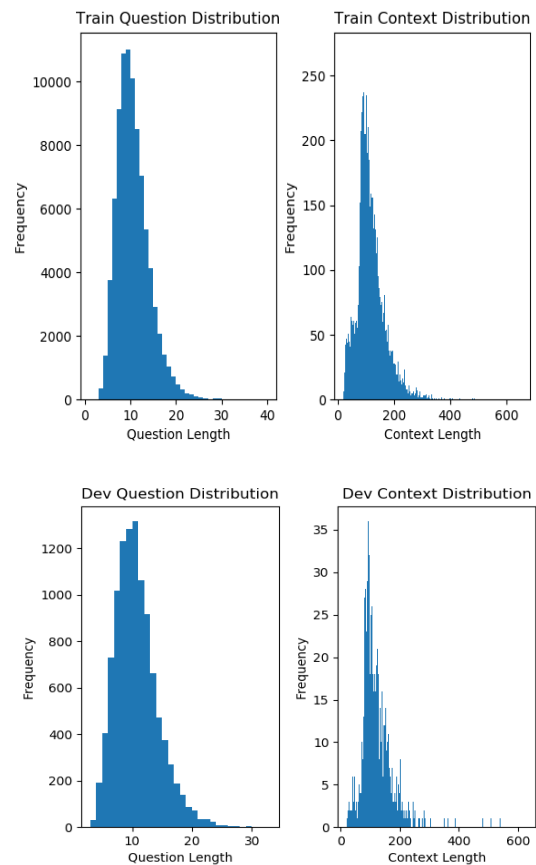 Train Question Distribution
Train Context Distribution
Frequency
10000
8000
6000
4000
2000
0
0 10 20 30 40
Question Length
Frequency
250
200
150
100
50
0
0 200 400 600
Context Length
Dev Question Distribution
Dev Context Distribution
Frequency
1200
1000
800
600
400
200
0
10 20 30
Question Length
Frequency
35
30
25
20
15
10
5
0
0 200 400 600
Context Length